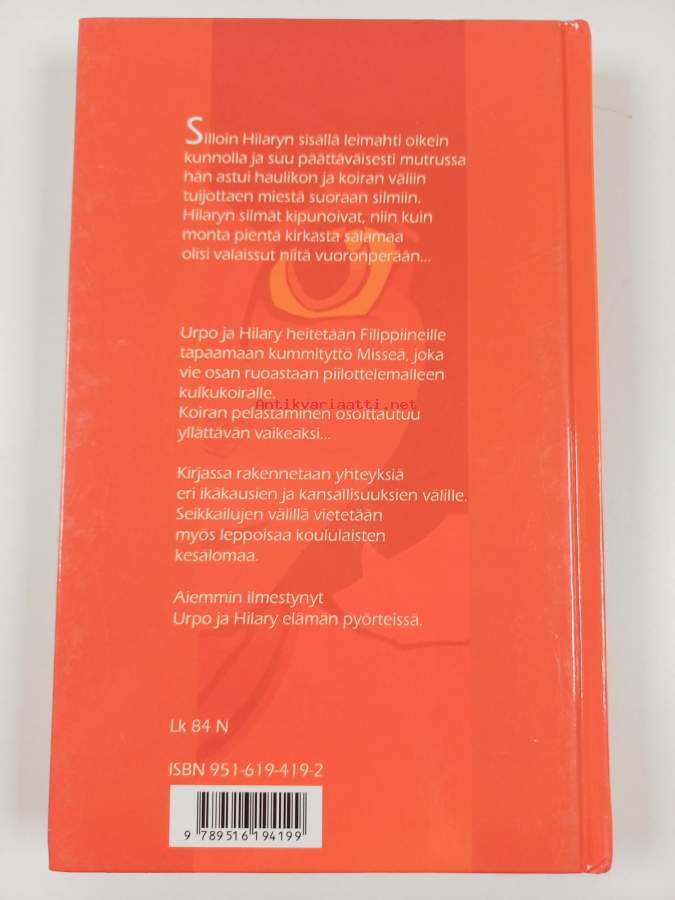 Silloin Hilaryn sisällä leimahti oikein
kunnolla ja suu päättäväisesti mutrussa
hän astui haulikon ja koiran väliin
tuijottaen miestä suoraan silmiin.
Hilaryn silmät kipunoivat, niin kuin
monta pientä kirkasta salamaa
olisi valaissut niitä vuoronperään...
Urpo ja Hilary heitetään Filippiineille
tapaamaan kummityttö Misseä, joka
vie osan ruoastaan piilottelemalleen
kulkukoiralle.
Antikvariaatti.net
Koiran pelastaminen osoittautuu
yllättävän vaikeaksi...
Kirjassa rakennetaan yhteyksiä
eri ikäkausien ja kansallisuuksien välille.
Seikkailujen välillä vietetään
myös leppoisaa koululaisten
kesälomaa.
Aiemmin ilmestynyt
Urpo ja Hilary elämän pyörteissä.
Lk 84 N
ISBN 951-619-419-2
9 789516 194199